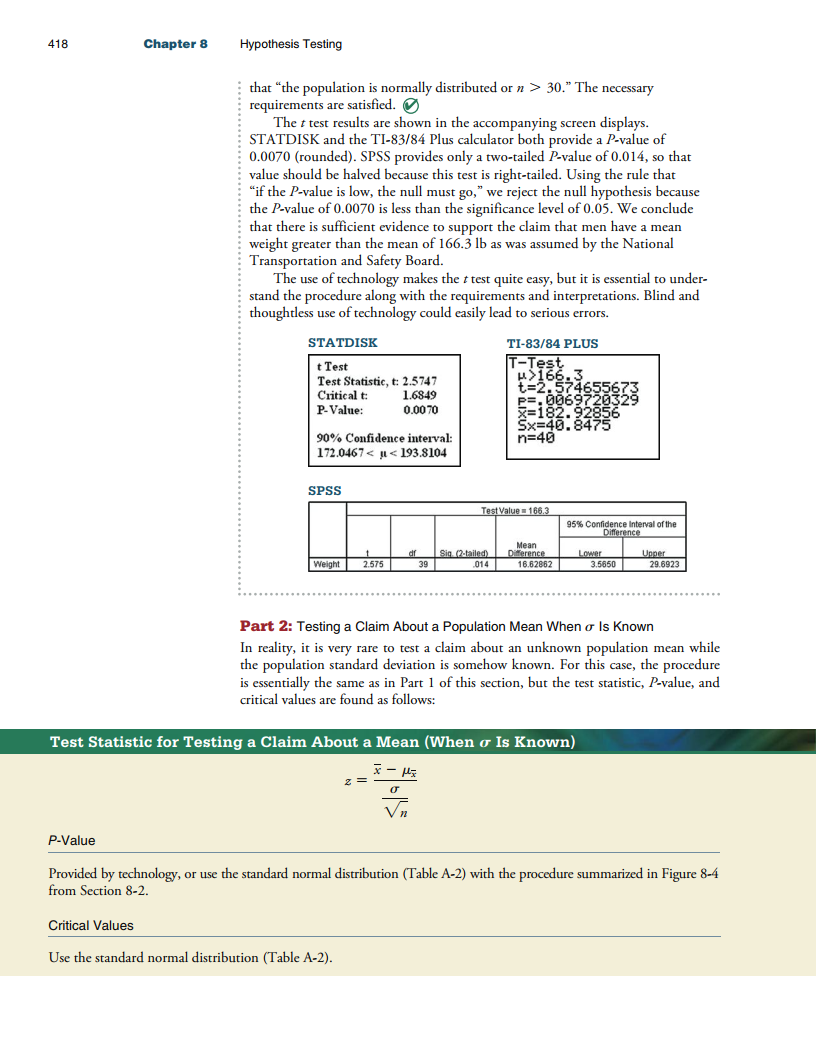 418 Chapter 8 Hypothesis Testing
that “the population is normally distributed or n > 30.” The necessary
requirements are satisfied.
The t test results are shown in the accompanying screen displays.
STATDISK and the TI-83/84 Plus calculator both provide a P-value of
0.0070 (rounded). SPSS provides only a two-tailed P-value of 0.014, so that
value should be halved because this test is right-tailed. Using the rule that
“if the P-value is low, the null must go,” we reject the null hypothesis because
the P-value of 0.0070 is less than the significance level of 0.05. We conclude
that there is sufficient evidence to support the claim that men have a mean
weight greater than the mean of 166.3 lb as was assumed by the National
Transportation and Safety Board.
The use of technology makes the t test quite easy, but it is essential to under-
stand the procedure along with the requirements and interpretations. Blind and
thoughtless use of technology could easily lead to serious errors.
STATDISK
t Test
Test Statistic, t: 2.5747
Critical t: 1.6849
P-Value: 0.0070
90% Confidence interval:
172.0467 < μ < 193.8104
TI-83/84 PLUS
T-Test
μ>166.3
t=2.574655673
p=.0069720329
x̄=182.92856
Sx=40.8475
n=40
SPSS
Test Value = 166.3
95% Confidence Interval of the
Difference
t df Sig. (2-tailed) Mean Difference Lower Upper
Weight 2.575 39 .014 16.62862 3.5650 29.6923
Part 2: Testing a Claim About a Population Mean When σ Is Known
In reality, it is very rare to test a claim about an unknown population mean while
the population standard deviation is somehow known. For this case, the procedure
is essentially the same as in Part 1 of this section, but the test statistic, P-value, and
critical values are found as follows:
Test Statistic for Testing a Claim About a Mean (When σ Is Known)
z = (x̄ − μx̄) / (σ / √n)
P-Value
Provided by technology, or use the standard normal distribution (Table A-2) with the procedure summarized in Figure 8-4
from Section 8-2.
Critical Values
Use the standard normal distribution (Table A-2).